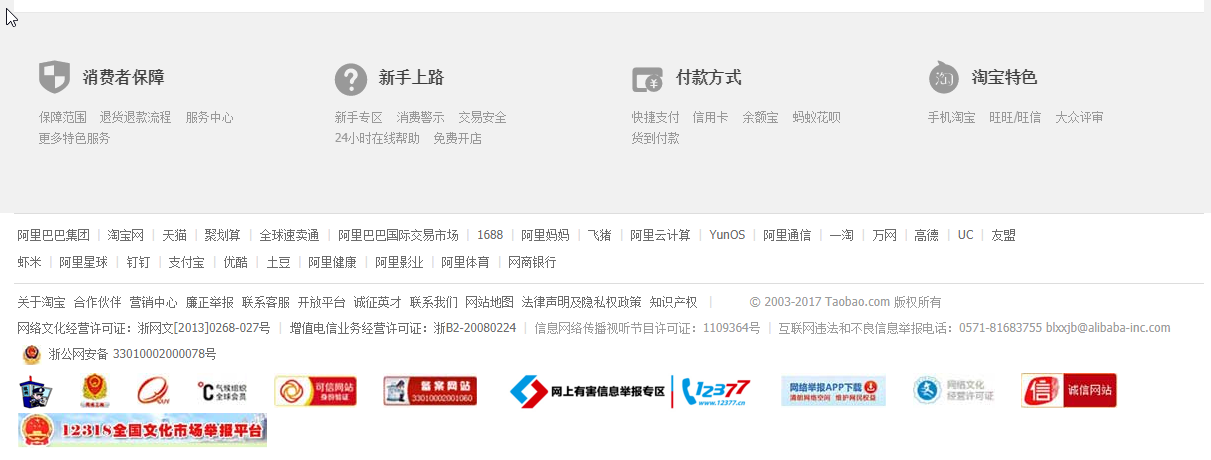 消费者保障 新手上路 付款方式 淘宝特色
保障范围 退货退款流程 服务中心 新手专区 消费警示 交易安全 快捷支付 信用卡 余额宝 蚂蚁花呗 手机淘宝 旺旺/旺信 大众评审
更多特色服务 24小时在线帮助 免费开店 货到付款
阿里巴巴集团 | 淘宝网 | 天猫 | 聚划算 | 全球速卖通 | 阿里巴巴国际交易市场 | 1688 | 阿里妈妈 | 飞猪 | 阿里云计算 | YunOS | 阿里通信 | 一淘 | 万网 | 高德 | UC | 友盟
虾米 | 阿里星球 | 钉钉 | 支付宝 | 优酷 | 土豆 | 阿里健康 | 阿里影业 | 阿里体育 | 网商银行
关于淘宝 合作伙伴 营销中心 廉正举报 联系客服 开放平台 诚征英才 联系我们 网站地图 法律声明及隐私权政策 知识产权 | © 2003-2017 Taobao.com 版权所有
网络文化经营许可证：浙网文[2013]0268-027号 | 增值电信业务经营许可证：浙B2-20080224 | 信息网络传播视听节目许可证：1109364号 | 互联网违法和不良信息举报电话：0571-81683755 blxxjb@alibaba-inc.com
浙公网安备 33010002000078号
℃ 气候组织 全球会员 可信网站 身份验证 备案网站 33010002001060 网上有害信息举报专区 12377 www.12377.cn 网络举报APP下载 清朗网络空间 维护网民权益 网络文化 经营许可证 信 诚信网站
12318全国文化市场举报平台